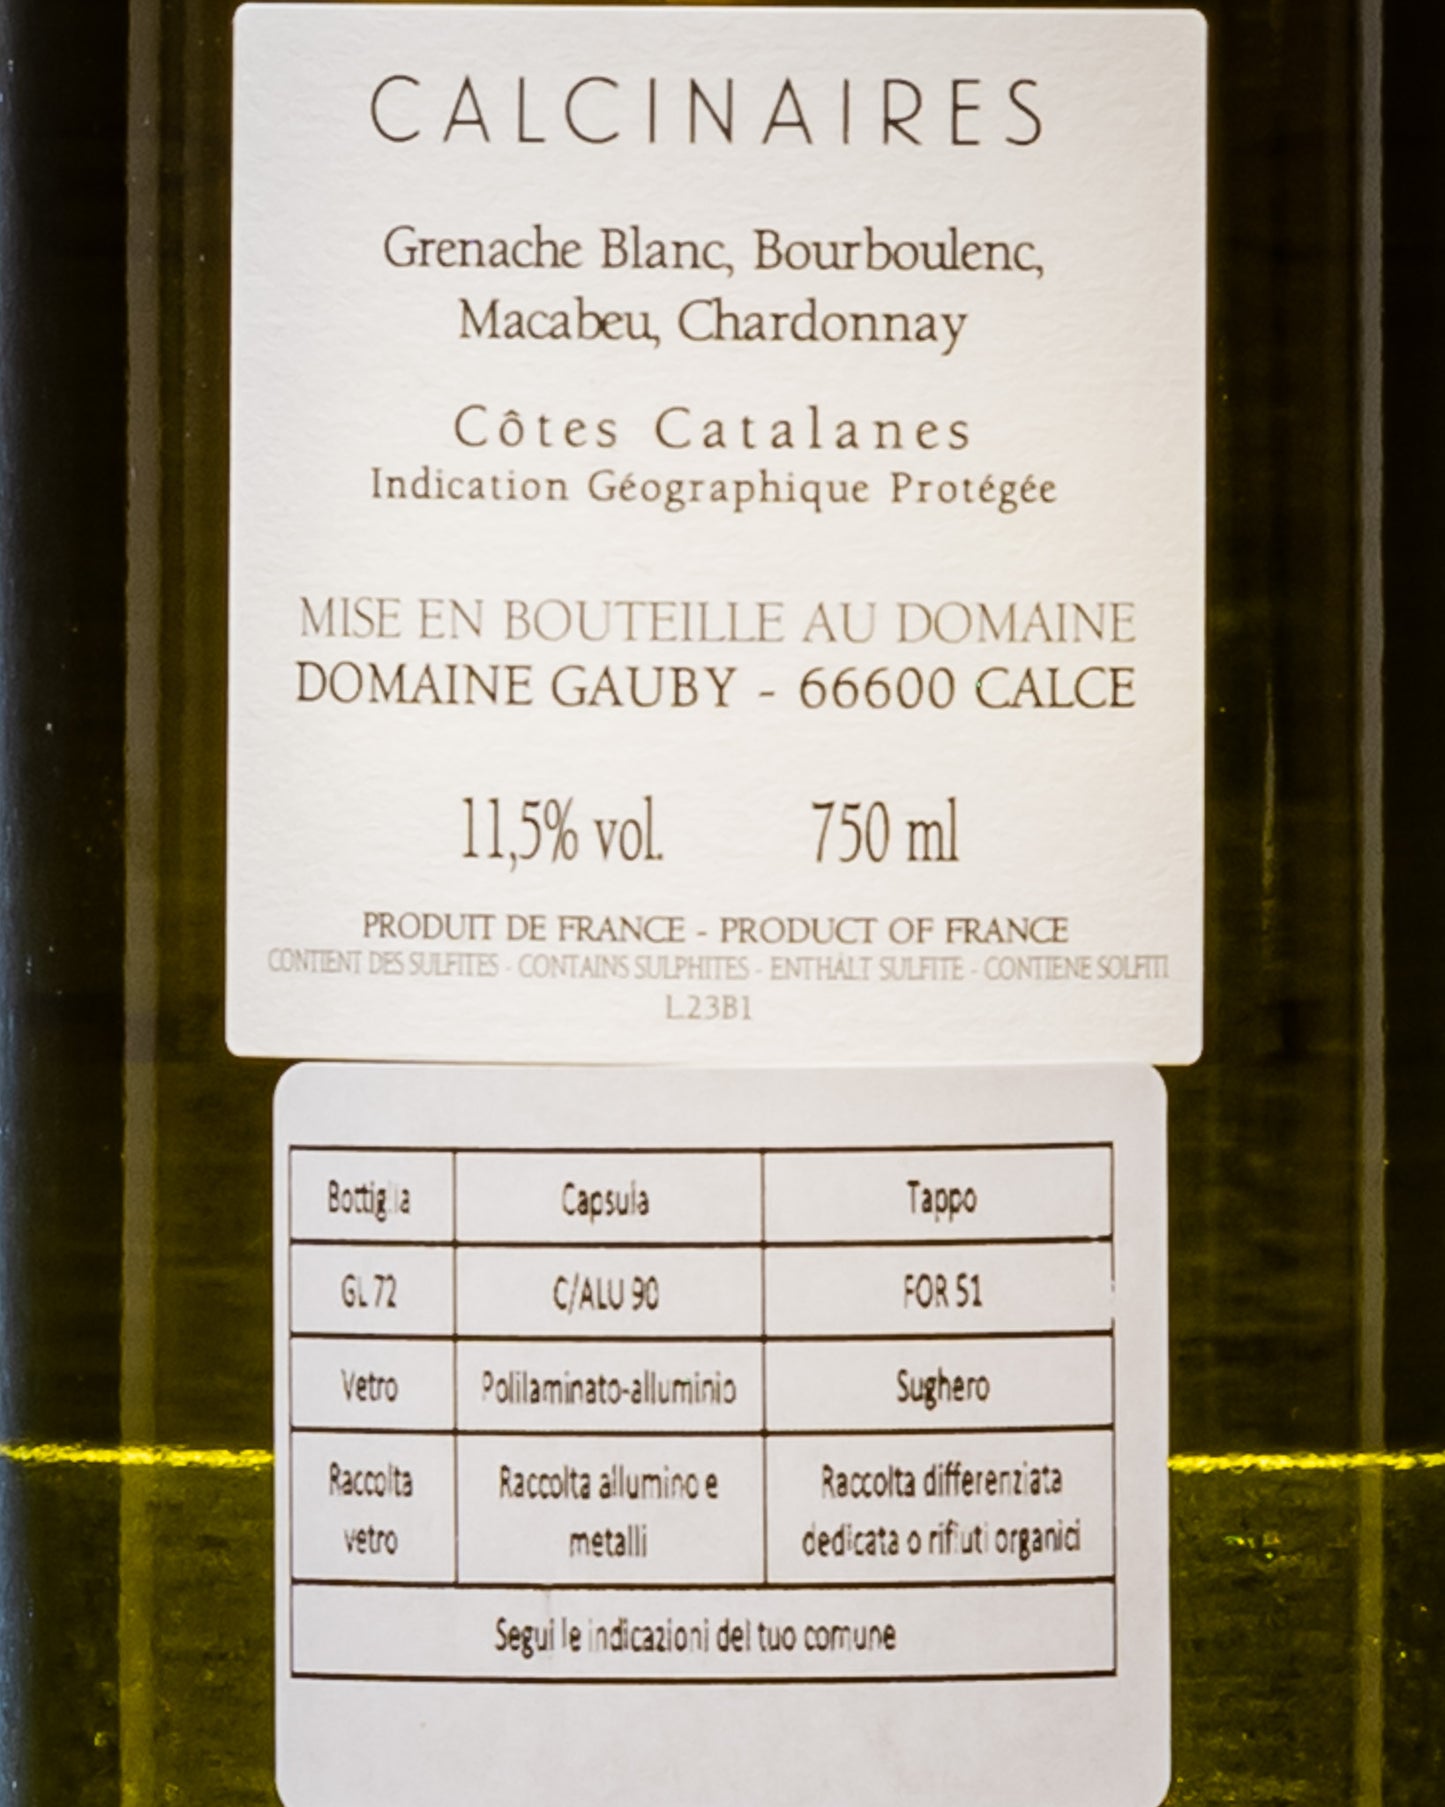 CALCINAIRES
Grenache Blanc, Bourboulenc,
Macabeu, Chardonnay
Côtes Catalanes
Indication Géographique Protégée
MISE EN BOUTEILLE AU DOMAINE
DOMAINE GAUBY - 66600 CALCE
11,5% vol. 750 ml
PRODUIT DE FRANCE - PRODUCT OF FRANCE
CONTIENT DES SULFITES - CONTAINS SULPHITES - ENTHÄLT SULFITE - CONTIENE SOLFITI
L.23B1
Bottiglia Capsula Tappo
GL 72 C/ALU 90 FOR 51
Vetro Polilaminato-alluminio Sughero
Raccolta Raccolta allumino e Raccolta differenziata
vetro metalli dedicata o rifiuti organici
Segui le indicazioni del tuo comune